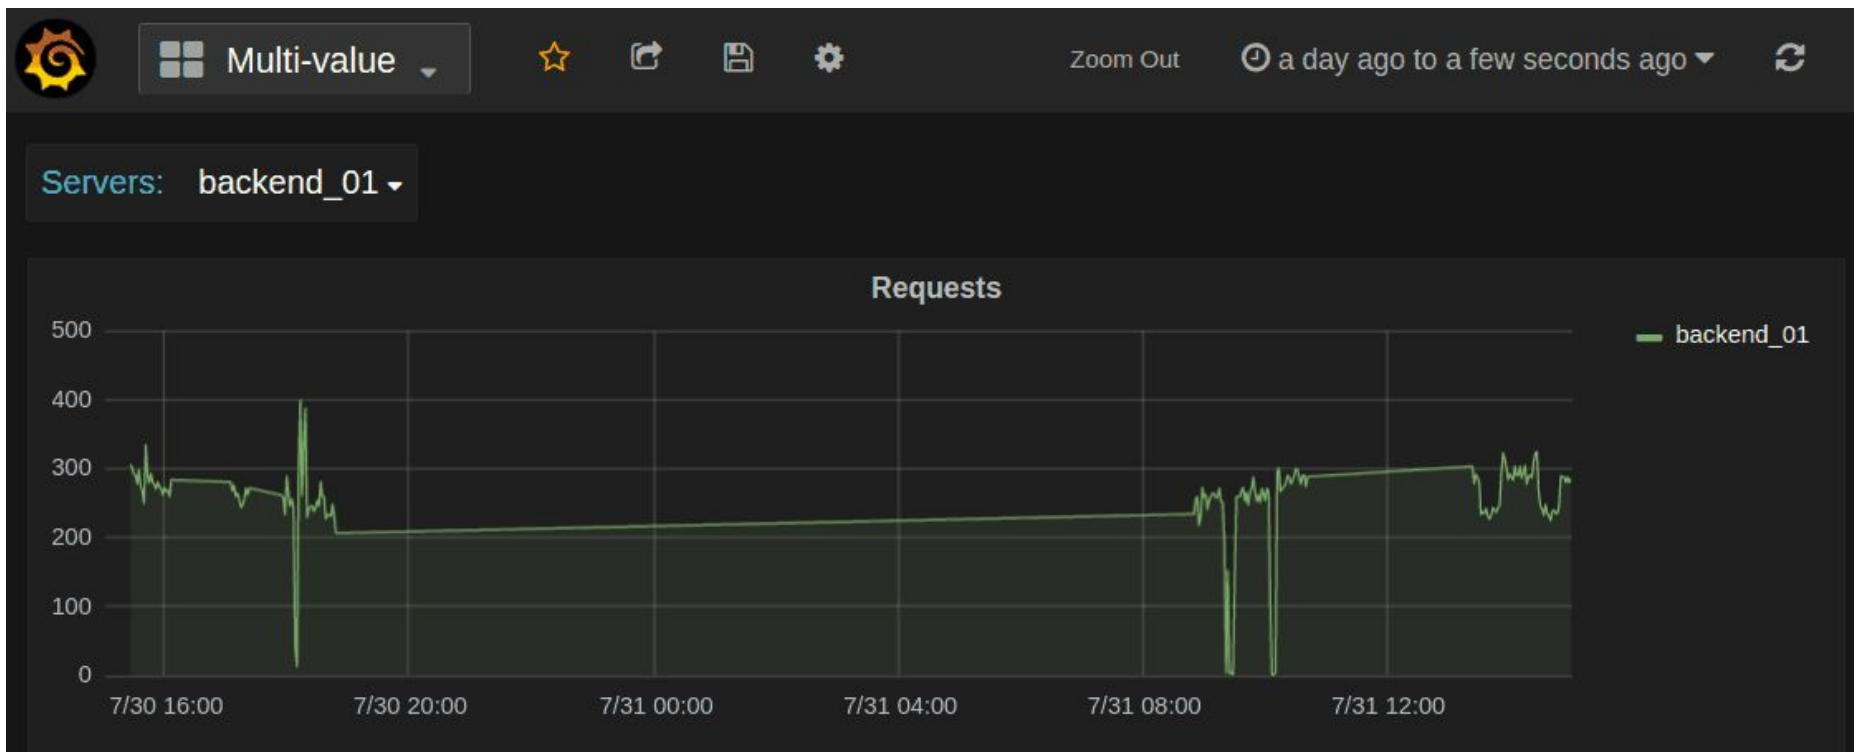 Multi-value
Zoom Out
a day ago to a few seconds ago
Servers: backend_01
Requests
500
400
300
200
100
0
backend_01
7/30 16:00
7/30 20:00
7/31 00:00
7/31 04:00
7/31 08:00
7/31 12:00